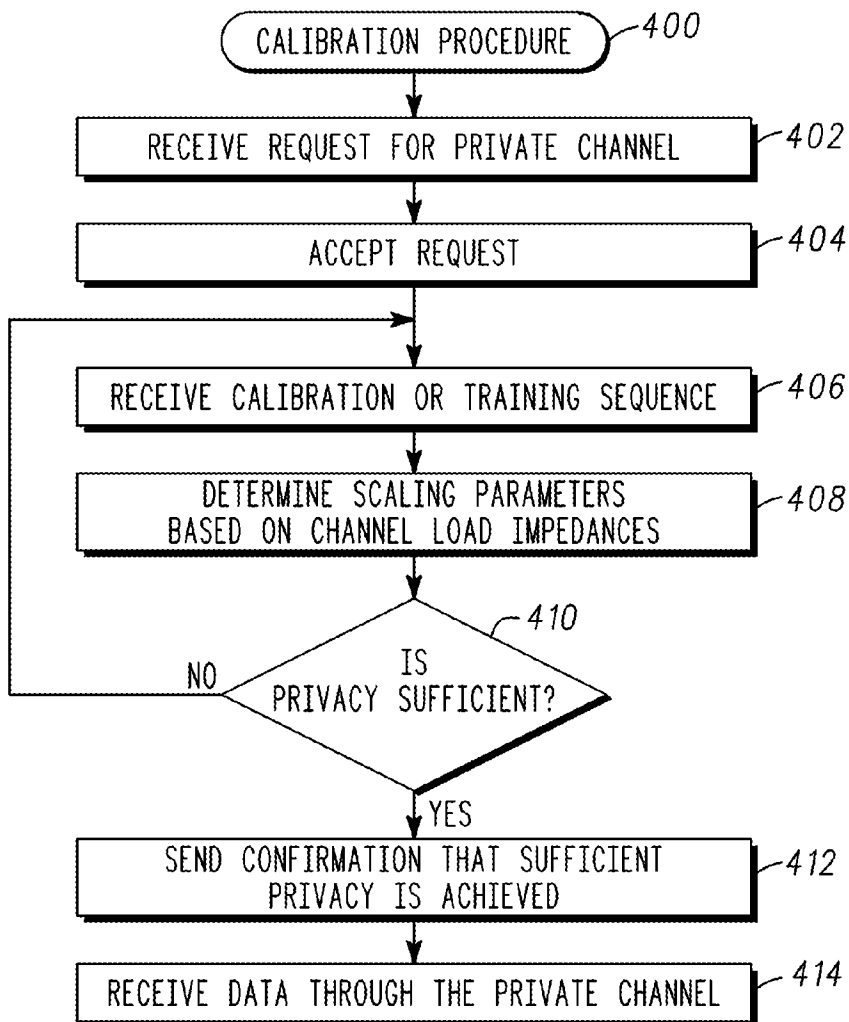 CALIBRATION PROCEDURE
400
RECEIVE REQUEST FOR PRIVATE CHANNEL
402
ACCEPT REQUEST
404
RECEIVE CALIBRATION OR TRAINING SEQUENCE
406
DETERMINE SCALING PARAMETERS
BASED ON CHANNEL LOAD IMPEDANCES
408
410
IS
PRIVACY SUFFICIENT?
NO
YES
SEND CONFIRMATION THAT SUFFICIENT
PRIVACY IS ACHIEVED
412
RECEIVE DATA THROUGH THE PRIVATE CHANNEL
414